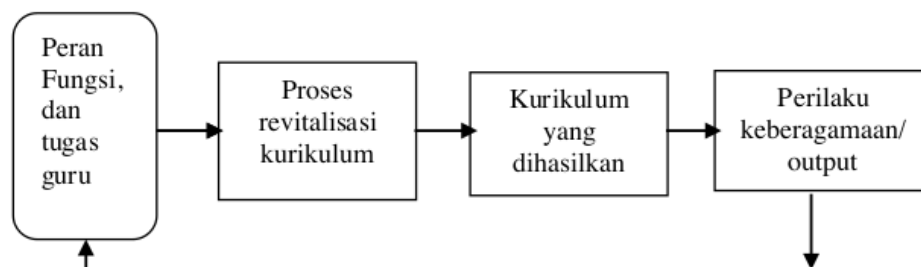 Peran
Fungsi,
dan
tugas
guru
Proses
revitalisasi
kurikulum
Kurikulum
yang
dihasilkan
Perilaku
keberagamaan/
output